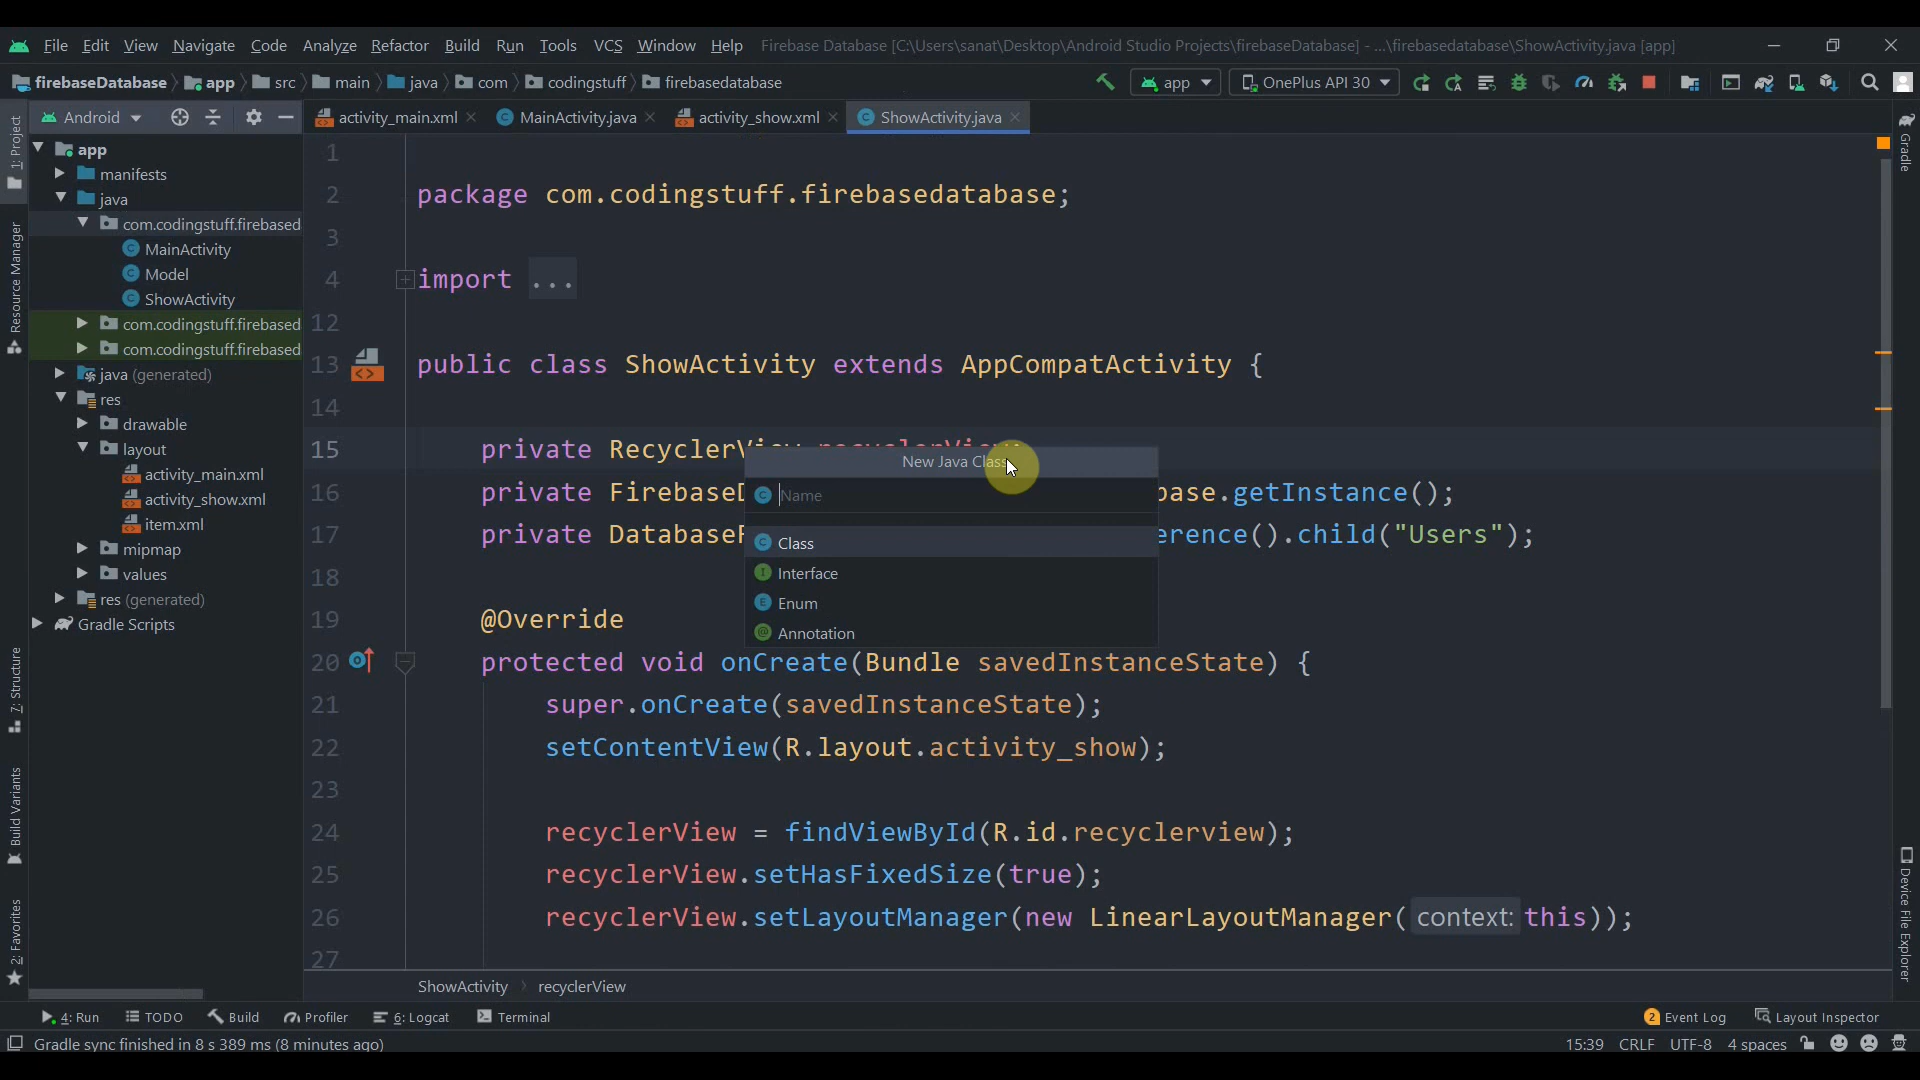 File Edit View Navigate Code Analyze Refactor Build Run Tools VCS Window Help Firebase Database [C:\Users\sanat\Desktop\Android Studio Projects\firebaseDatabase] - ...\firebasedatabase\ShowActivity.java [app]
firebaseDatabase app src main java com codingstuff firebasedatabase app OnePlus API 30
Android activity_main.xml MainActivity.java activity_show.xml ShowActivity.java
1: Project
Resource Manager
7: Structure
Build Variants
2: Favorites
app
manifests
java
com.codingstuff.firebased
MainActivity
Model
ShowActivity
com.codingstuff.firebased
com.codingstuff.firebased
java (generated)
res
drawable
layout
activity_main.xml
activity_show.xml
item.xml
mipmap
values
res (generated)
Gradle Scripts
1
2 package com.codingstuff.firebasedatabase;
3
4 import ...
12
13 public class ShowActivity extends AppCompatActivity {
14
15 private RecyclerView recyclerView;
16 private FirebaseD base.getInstance();
17 private DatabaseR erence().child("Users");
18
19 @Override
20 protected void onCreate(Bundle savedInstanceState) {
21 super.onCreate(savedInstanceState);
22 setContentView(R.layout.activity_show);
23
24 recyclerView = findViewById(R.id.recyclerview);
25 recyclerView.setHasFixedSize(true);
26 recyclerView.setLayoutManager(new LinearLayoutManager( context: this));
27
New Java Class
Name
Class
Interface
Enum
Annotation
Gradle
Device File Explorer
ShowActivity recyclerView
4: Run TODO Build Profiler 6: Logcat Terminal 2 Event Log Layout Inspector
Gradle sync finished in 8 s 389 ms (8 minutes ago) 15:39 CRLF UTF-8 4 spaces